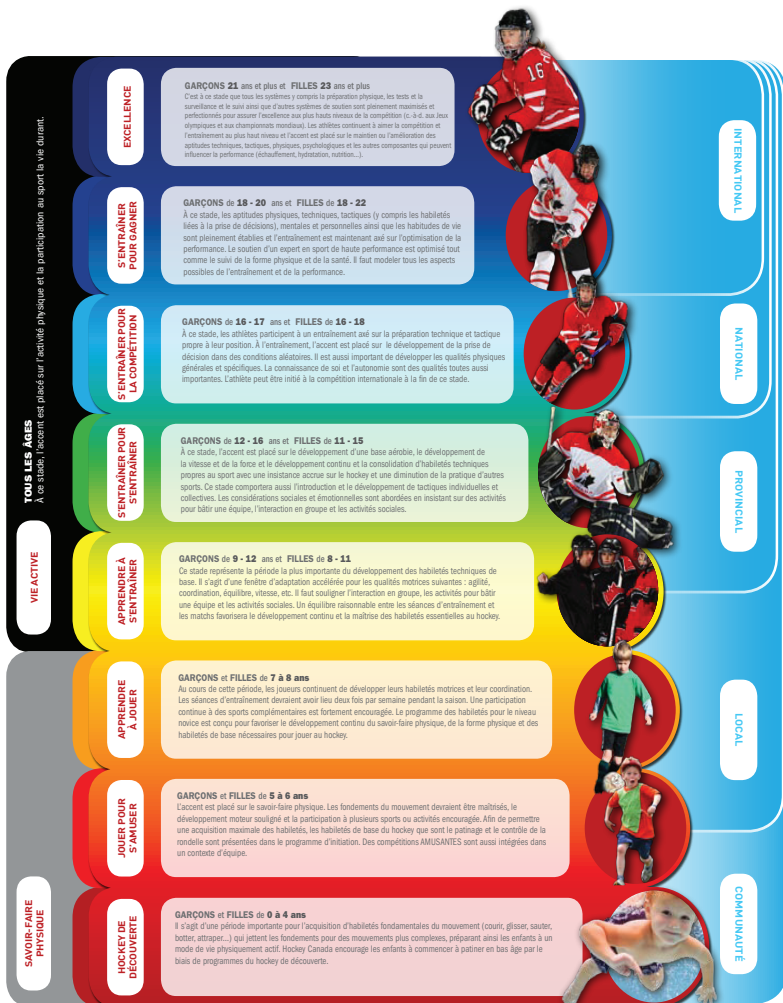 EXCELLENCE
GARÇONS 21 ans et plus et FILLES 23 ans et plus
C'est à ce stade que tous les systèmes y compris la préparation physique, les tests et la
surveillance et le suivi ainsi que d'autres systèmes de soutien sont pleinement maximisés et
perfectionnés pour assurer l'excellence aux plus hauts niveaux de la compétition (c.-à-d. aux Jeux
olympiques et aux championnats mondiaux). Les athlètes continuent à aimer la compétition et
l'entraînement au plus haut niveau et l'accent est placé sur le maintien ou l'amélioration des
aptitudes techniques, tactiques, physiques, psychologiques et les autres composantes qui peuvent
influencer la performance (échauffement, hydratation, nutrition...).
16
S'ENTRAÎNER
POUR GAGNER
GARÇONS de 18 - 20 ans et FILLES de 18 - 22
À ce stade, les aptitudes physiques, techniques, tactiques (y compris les habiletés
liées à la prise de décisions), mentales et personnelles ainsi que les habitudes de vie
sont pleinement établies et l'entraînement est maintenant axé sur l'optimisation de la
performance. Le soutien d'un expert en sport de haute performance est optimisé tout
comme le suivi de la forme physique et de la santé. Il faut modeler tous les aspects
possibles de l'entraînement et de la performance.
INTERNATIONAL
S'ENTRAÎNER POUR
LA COMPÉTITION
GARÇONS de 16 - 17 ans et FILLES de 16 - 18
À ce stade, les athlètes participent à un entraînement axé sur la préparation technique et tactique
propre à leur position. À l'entraînement, l'accent est placé sur le développement de la prise de
décision dans des conditions aléatoires. Il est aussi important de développer les qualités physiques
générales et spécifiques. La connaissance de soi et l'autonomie sont des qualités toutes aussi
importantes. L'athlète peut être initié à la compétition internationale à la fin de ce stade.
NATIONAL
S'ENTRAÎNER POUR
S'ENTRAÎNER
GARÇONS de 12 - 16 ans et FILLES de 11 - 15
À ce stade, l'accent est placé sur le développement d'une base aérobie, le développement de
la vitesse et de la force et le développement continu et la consolidation d'habiletés techniques
propres au sport avec une insistance accrue sur le hockey et une diminution de la pratique d'autres
sports. Ce stade comportera aussi l'introduction et le développement de tactiques individuelles et
collectives. Les considérations sociales et émotionnelles sont abordées en insistant sur des activités
pour bâtir une équipe, l'interaction en groupe et les activités sociales.
PROVINCIAL
TOUS LES ÂGES
À ce stade, l'accent est placé sur l'activité physique et la participation au sport la vie durant.
VIE ACTIVE
APPRENDRE À
S'ENTRAÎNER
GARÇONS de 9 - 12 ans et FILLES de 8 - 11
Ce stade représente la période la plus importante du développement des habiletés techniques de
base. Il s'agit d'une fenêtre d'adaptation accélérée pour les qualités motrices suivantes : agilité,
coordination, équilibre, vitesse, etc. Il faut souligner l'interaction en groupe, les activités pour bâtir
une équipe et les activités sociales. Un équilibre raisonnable entre les séances d'entraînement et
les matchs favorisera le développement continu et la maîtrise des habiletés essentielles au hockey.
APPRENDRE
À JOUER
GARÇONS et FILLES de 7 à 8 ans
Au cours de cette période, les joueurs continuent de développer leurs habiletés motrices et leur coordination.
Les séances d'entraînement devraient avoir lieu deux fois par semaine pendant la saison. Une participation
continue à des sports complémentaires est fortement encouragée. Le programme des habiletés pour le niveau
novice est conçu pour favoriser le développement continu du savoir-faire physique, de la forme physique et des
habiletés de base nécessaires pour jouer au hockey.
LOCAL
JOUER POUR
S'AMUSER
GARÇONS et FILLES de 5 à 6 ans
L'accent est placé sur le savoir-faire physique. Les fondements du mouvement devraient être maîtrisés, le
développement moteur souligné et la participation à plusieurs sports ou activités encouragée. Afin de permettre
une acquisition maximale des habiletés, les habiletés de base du hockey que sont le patinage et le contrôle de la
rondelle sont présentées dans le programme d'initiation. Des compétitions AMUSANTES sont aussi intégrées dans
un contexte d'équipe.
SAVOIR-FAIRE
PHYSIQUE
HOCKEY DE
DÉCOUVERTE
GARÇONS et FILLES de 0 à 4 ans
Il s'agit d'une période importante pour l'acquisition d'habiletés fondamentales du mouvement (courir, glisser, sauter,
botter, attraper...) qui jettent les fondements pour des mouvements plus complexes, préparant ainsi les enfants à un
mode de vie physiquement actif. Hockey Canada encourage les enfants à commencer à patiner en bas âge par le
biais de programmes du hockey de découverte.
COMMUNAUTÉ